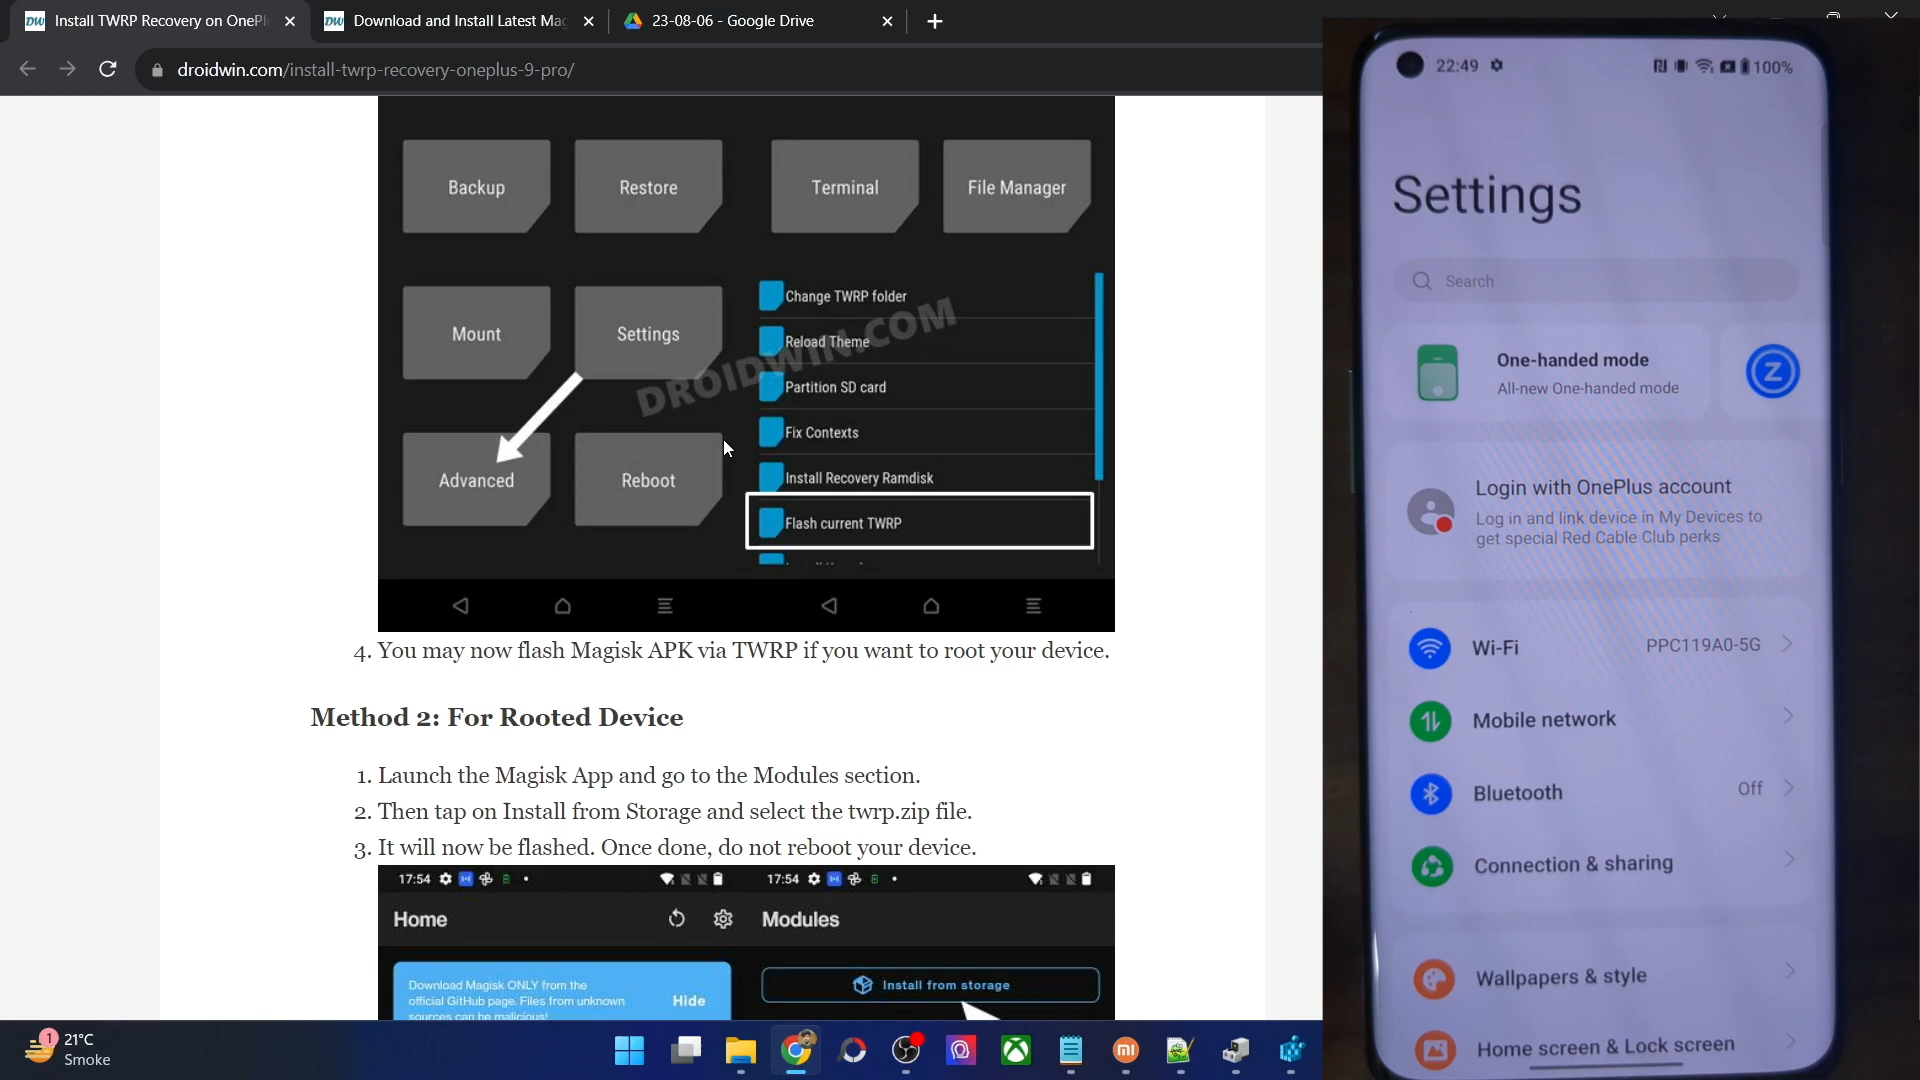 Install TWRP Recovery on OnePl
Download and Install Latest Mag
23-08-06 - Google Drive
droidwin.com/install-twrp-recovery-oneplus-9-pro/
Backup
Restore
Terminal
File Manager
Mount
Settings
Change TWRP folder
Reload Theme
Partition SD card
Fix Contexts
Install Recovery Ramdisk
Flash current TWRP
Advanced
Reboot
DROIDWIN.COM
4. You may now flash Magisk APK via TWRP if you want to root your device.
Method 2: For Rooted Device
1. Launch the Magisk App and go to the Modules section.
2. Then tap on Install from Storage and select the twrp.zip file.
3. It will now be flashed. Once done, do not reboot your device.
17:54
17:54
Home
Modules
Download Magisk ONLY from the
official GitHub page. Files from unknown
sources can be malicious!
Hide
Install from storage
1
21°C
Smoke
22:49
100%
Settings
Search
One-handed mode
All-new One-handed mode
Z
Login with OnePlus account
Log in and link device in My Devices to
get special Red Cable Club perks
Wi-Fi
PPC119A0-5G
Mobile network
Bluetooth
Off
Connection & sharing
Wallpapers & style
Home screen & Lock screen